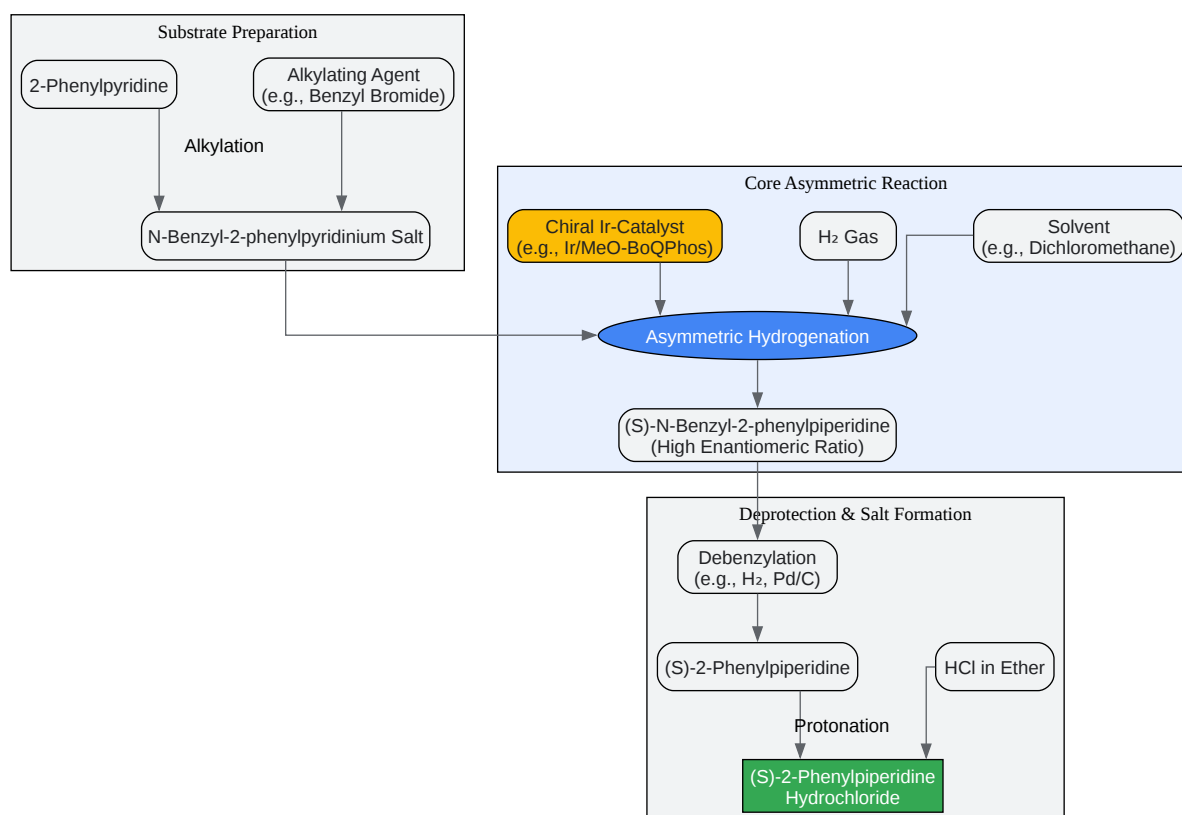 Substrate Preparation
2-Phenylpyridine
Alkylating Agent
(e.g., Benzyl Bromide)
Alkylation
N-Benzyl-2-phenylpyridinium Salt
Core Asymmetric Reaction
Chiral Ir-Catalyst
(e.g., Ir/MeO-BoQPhos)
H₂ Gas
Solvent
(e.g., Dichloromethane)
Asymmetric Hydrogenation
(S)-N-Benzyl-2-phenylpiperidine
(High Enantiomeric Ratio)
Deprotection & Salt Formation
Debenzylation
(e.g., H₂, Pd/C)
(S)-2-Phenylpiperidine
HCl in Ether
Protonation
(S)-2-Phenylpiperidine
Hydrochloride